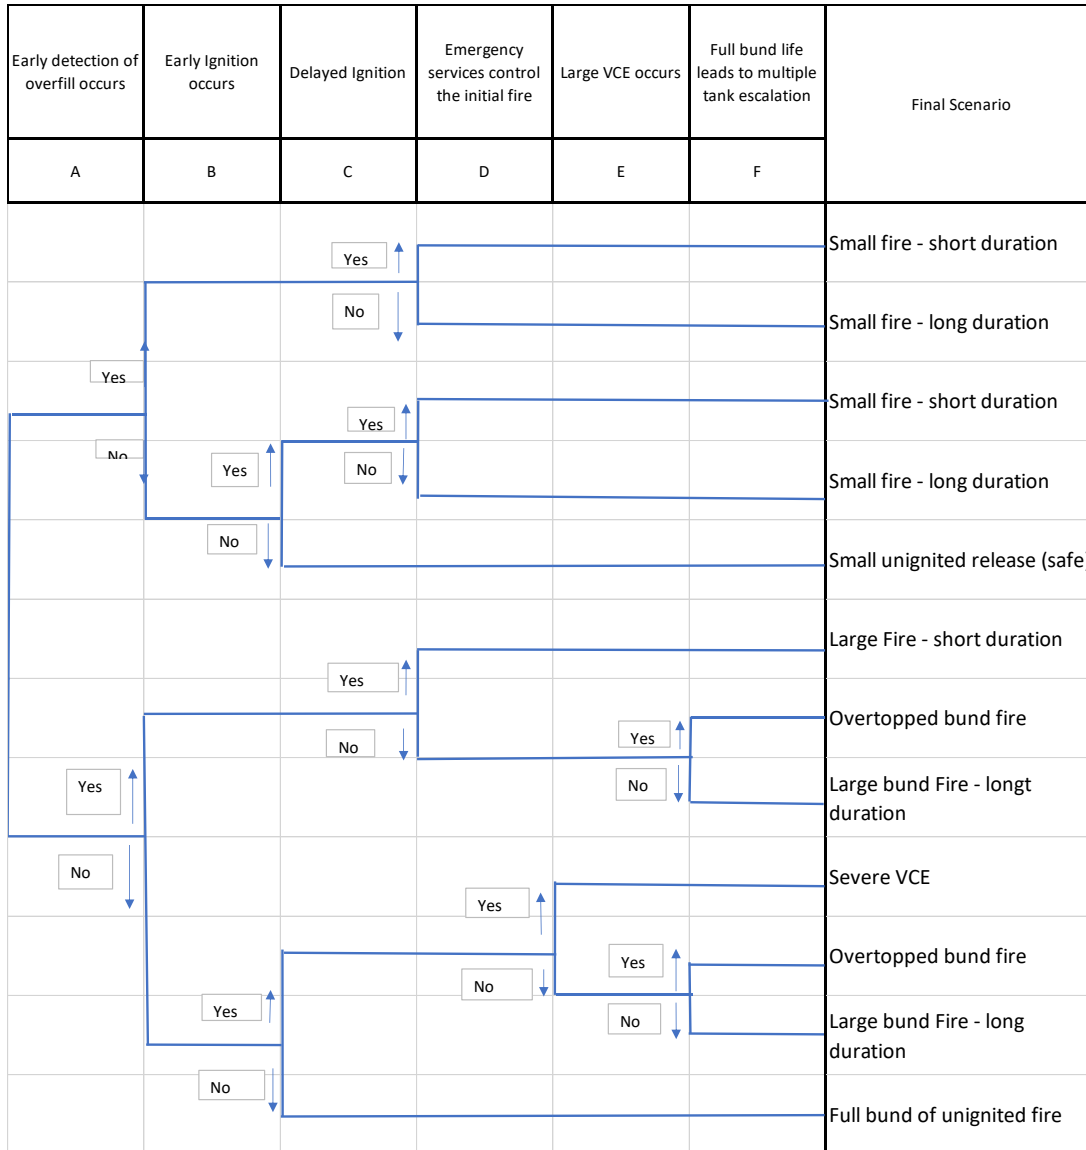 Early detection of
overfill occurs
Early Ignition
occurs
Delayed Ignition
Emergency
services control
the initial fire
Large VCE occurs
Full bund life
leads to multiple
tank escalation
Final Scenario
A
B
C
D
E
F
Small fire - short duration
Yes
No
Small fire - long duration
Yes
Small fire - short duration
Yes
No
Yes
No
Small fire - long duration
No
Small unignited release (safe)
Large Fire - short duration
Yes
Overtopped bund fire
Yes
No
Yes
No
Large bund Fire - longt
duration
No
Severe VCE
Yes
Overtopped bund fire
Yes
No
Yes
No
Large bund Fire - long
duration
No
Full bund of unignited fire